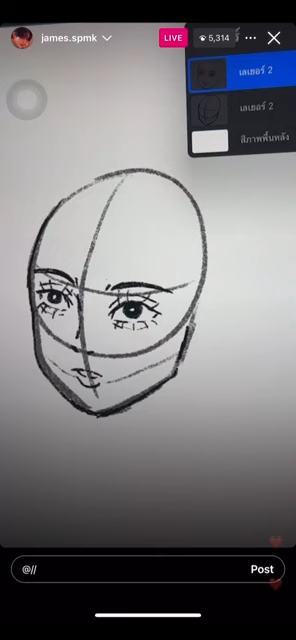 james.spmk
LIVE
5,314
เลเยอร์ 2
เลเยอร์ 2
สีภาพพื้นหลัง
@//
Post